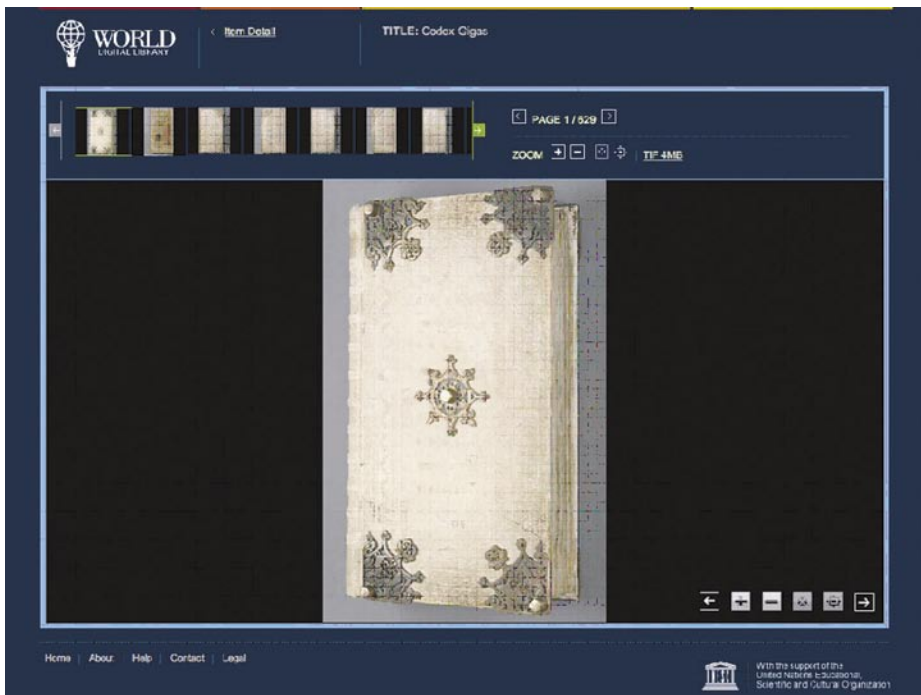 WORLD
DIGITAL LIBRARY
< Item Detail
TITLE: Codex Gigas
< PAGE 1 / 629 >
ZOOM + - TIF 4MB
Home | About | Help | Contact | Legal
With the support of the
United Nations Educational,
Scientific and Cultural Organization